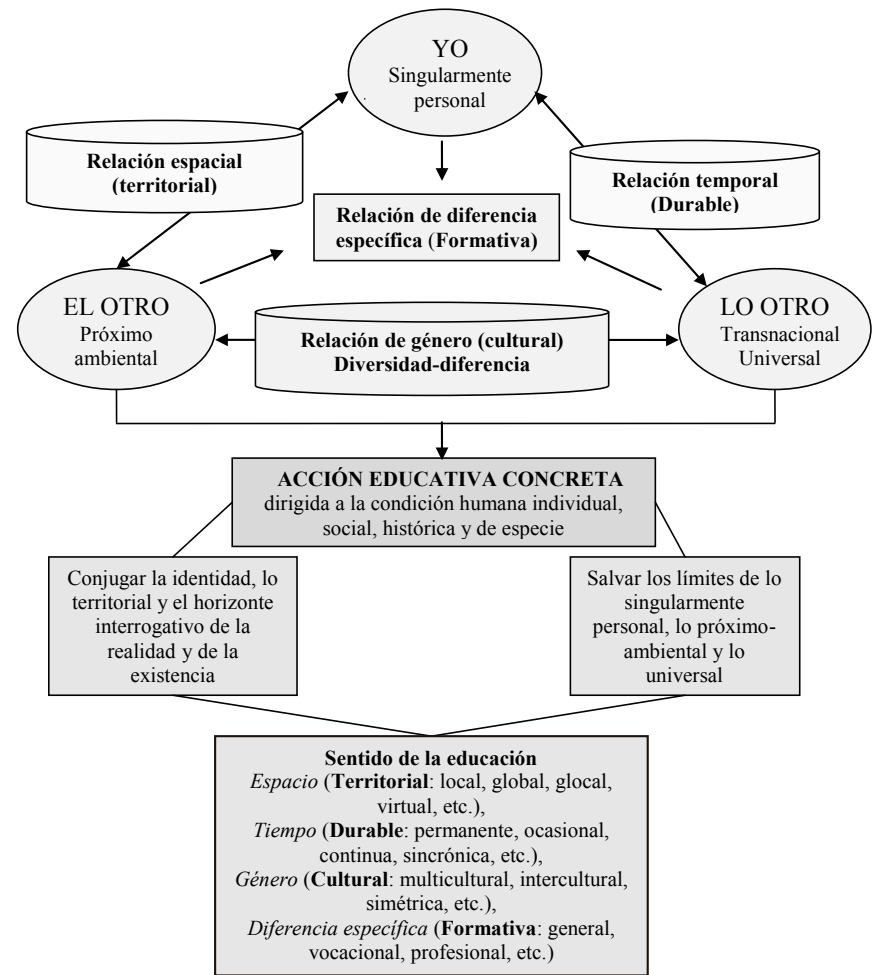 YO
Singularmente
personal
Relación espacial
(territorial)
Relación temporal
(Durable)
Relación de diferencia
específica (Formativa)
EL OTRO
Próximo
ambiental
Relación de género (cultural)
Diversidad-diferencia
LO OTRO
Transnacional
Universal
ACCIÓN EDUCATIVA CONCRETA
dirigida a la condición humana individual,
social, histórica y de especie
Conjugar la identidad, lo
territorial y el horizonte
interrogativo de la
realidad y de la
existencia
Salvar los límites de lo
singularmente
personal, lo próximo-
ambiental y lo
universal
Sentido de la educación
Espacio (Territorial: local, global, glocal,
virtual, etc.),
Tiempo (Durable: permanente, ocasional,
continua, sincrónica, etc.),
Género (Cultural: multicultural, intercultural,
simétrica, etc.),
Diferencia específica (Formativa: general,
vocacional, profesional, etc.)